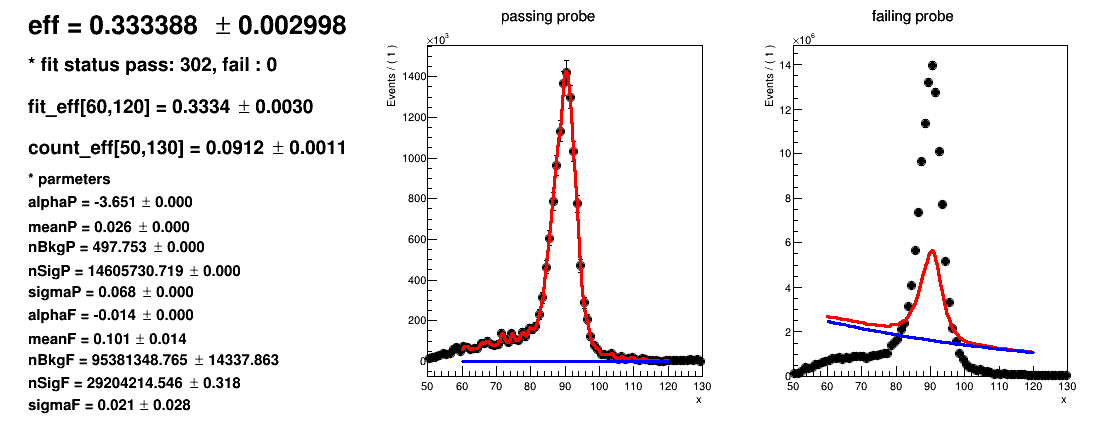 eff = 0.333388 ± 0.002998
* fit status pass: 302, fail : 0
fit_eff[60,120] = 0.3334 ± 0.0030
count_eff[50,130] = 0.0912 ± 0.0011
* parmeters
alphaP = -3.651 ± 0.000
meanP = 0.026 ± 0.000
nBkgP = 497.753 ± 0.000
nSigP = 14605730.719 ± 0.000
sigmaP = 0.068 ± 0.000
alphaF = -0.014 ± 0.000
meanF = 0.101 ± 0.014
nBkgF = 95381348.765 ± 14337.863
nSigF = 29204214.546 ± 0.318
sigmaF = 0.021 ± 0.028
passing probe
×10³
Events / ( 1 )
1400
1200
1000
800
600
400
200
0
50 60 70 80 90 100 110 120 130
x
failing probe
×10⁶
Events / ( 1 )
14
12
10
8
6
4
2
0
50 60 70 80 90 100 110 120 130
x